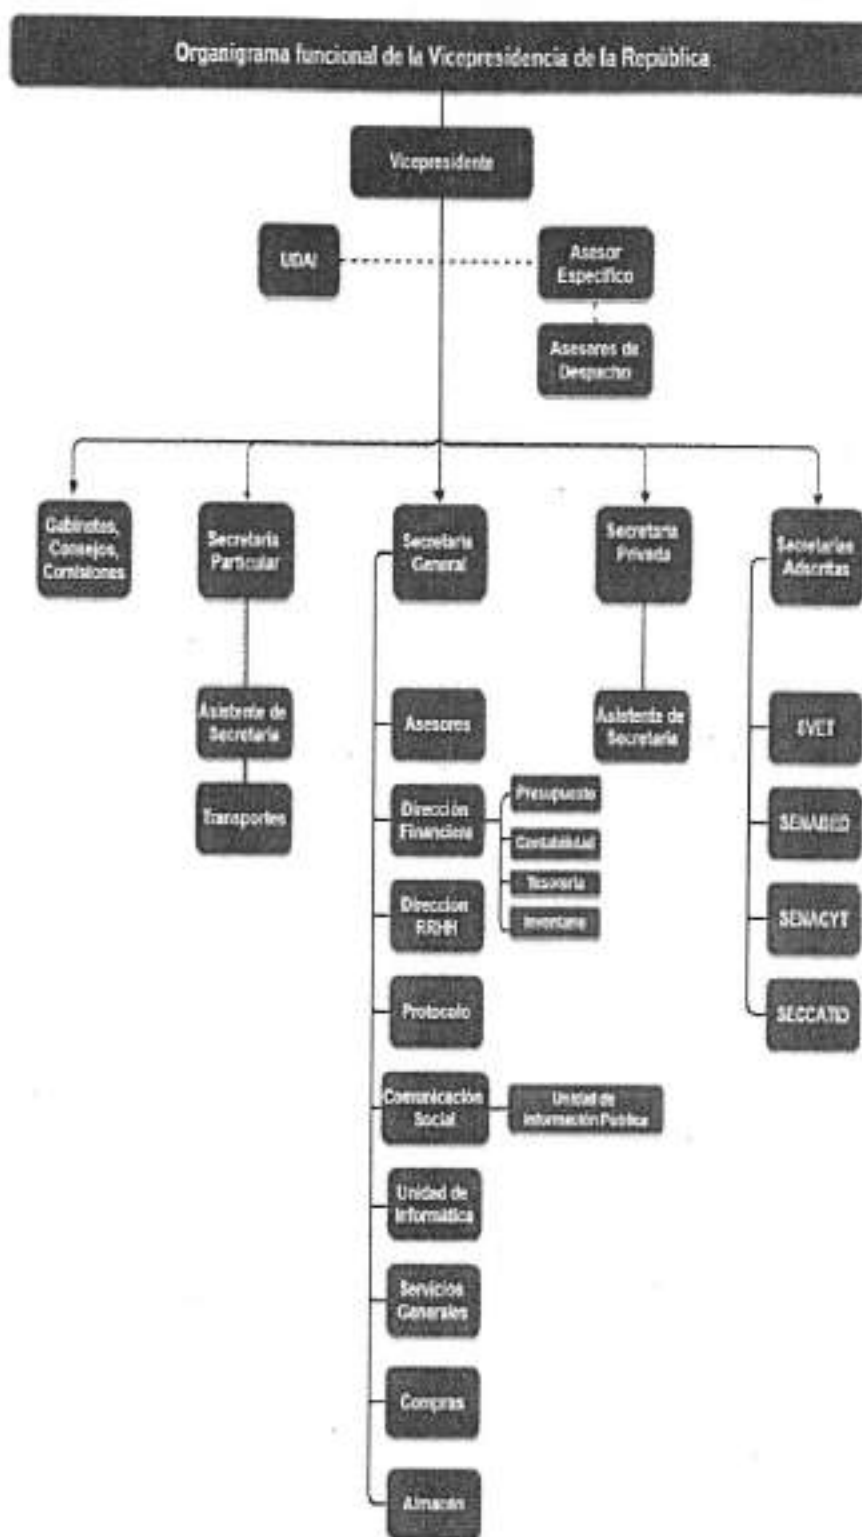 Organigrama funcional de la Vicepresidencia de la República
Vicepresidente
UDAI
Asesor
Específico
Asesores de
Despacho
Gabinetes,
Consejos,
Comisiones
Secretaría
Particular
Secretaría
General
Secretaría
Privada
Secretarías
Adscritas
Asistente de
Secretaría
Transportes
Asesores
Dirección
Financiera
Presupuesto
Contabilidad
Tesorería
Inventario
Dirección
RRHH
Protocolo
Comunicación
Social
Unidad de
Información Pública
Unidad de
Informática
Servicios
Generales
Compras
Almacén
Asistente de
Secretaría
SVET
SENABED
SENACYT
SECCATID